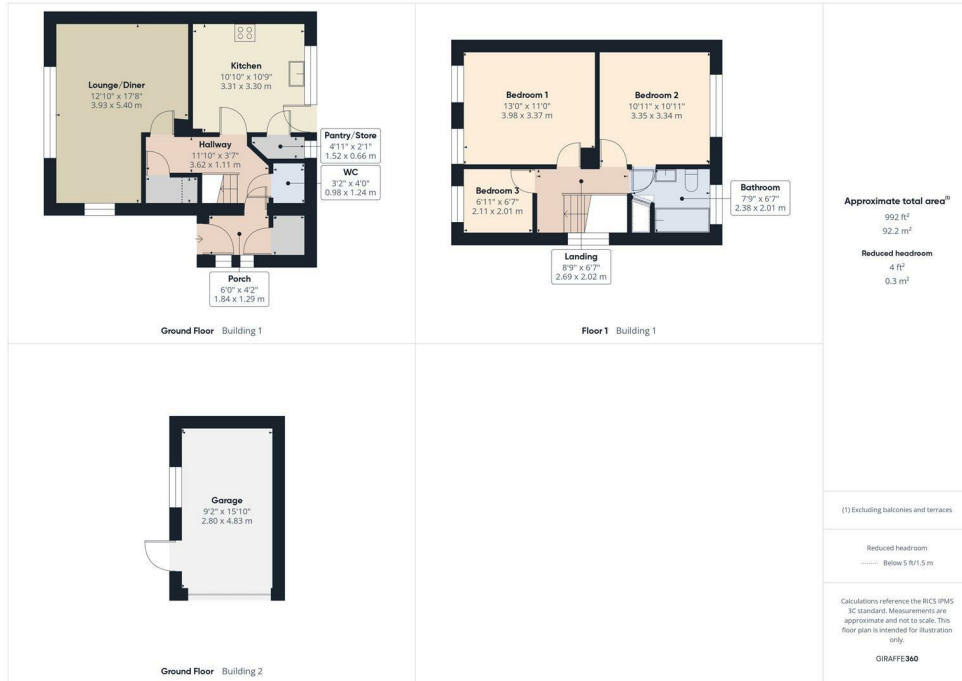 Lounge/Diner
12'10" x 17'8"
3.93 x 5.40 m
Kitchen
10'10" x 10'9"
3.31 x 3.30 m
Hallway
11'10" x 3'7"
3.62 x 1.11 m
Pantry/Store
4'11" x 2'1"
1.52 x 0.66 m
WC
3'2" x 4'0"
0.98 x 1.24 m
Porch
6'0" x 4'2"
1.84 x 1.29 m
Ground Floor Building 1
Bedroom 1
13'0" x 11'0"
3.98 x 3.37 m
Bedroom 2
10'11" x 10'11"
3.35 x 3.34 m
Bedroom 3
6'11" x 6'7"
2.11 x 2.01 m
Bathroom
7'9" x 6'7"
2.38 x 2.01 m
Landing
8'9" x 6'7"
2.69 x 2.02 m
Floor 1 Building 1
Garage
9'2" x 15'10"
2.80 x 4.83 m
Ground Floor Building 2
Approximate total area⁽¹⁾
992 ft²
92.2 m²
Reduced headroom
4 ft²
0.3 m²
(1) Excluding balconies and terraces
Reduced headroom
........ Below 5 ft/1.5 m
Calculations reference the RICS IPMS
3C standard. Measurements are
approximate and not to scale. This
floor plan is intended for illustration
only.
GIRAFFE360